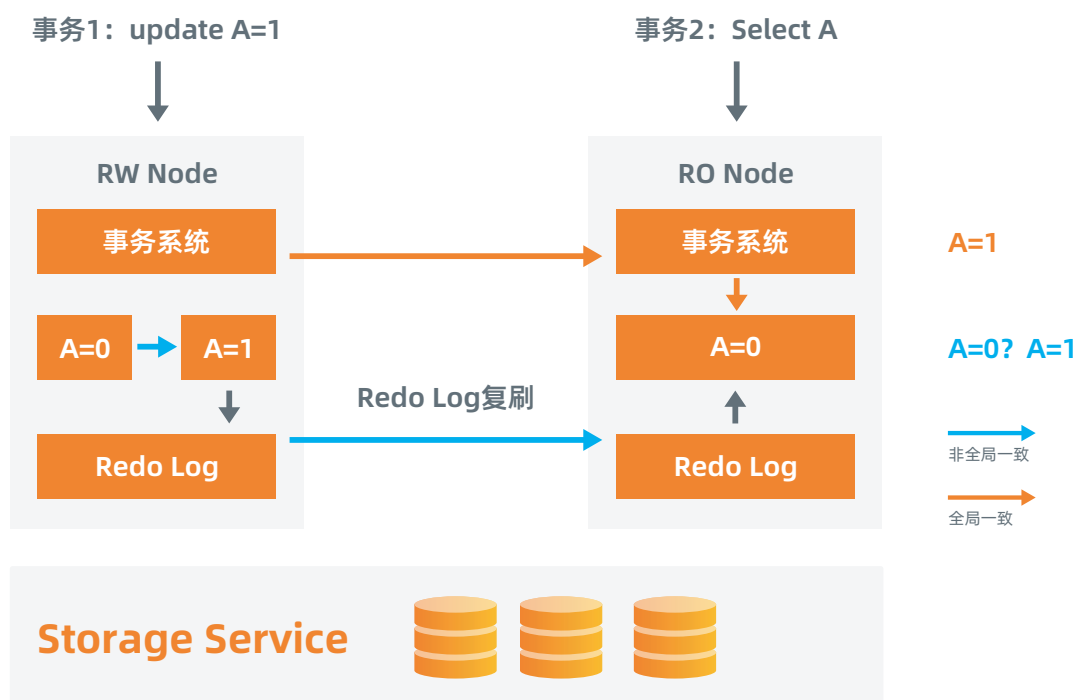 事务1：update A=1
事务2：Select A
RW Node
RO Node
事务系统
事务系统
A=1
A=0
A=1
A=0
A=0？A=1
Redo Log复刷
Redo Log
Redo Log
非全局一致
全局一致
Storage Service